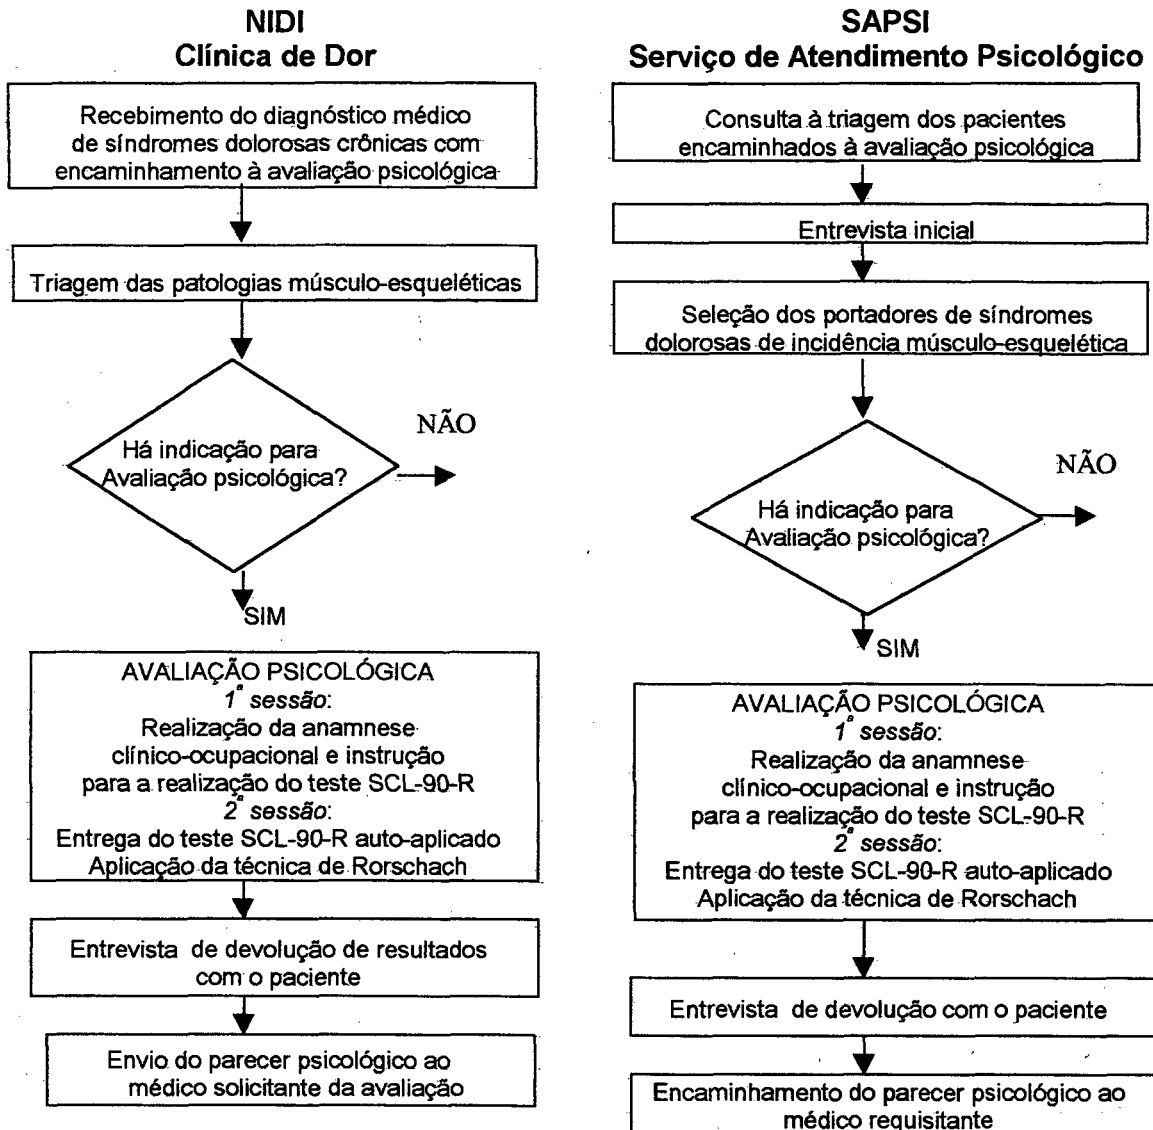 NIDI
Clínica de Dor
Recebimento do diagnóstico médico
de síndromes dolorosas crônicas com
encaminhamento à avaliação psicológica
Triagem das patologias músculo-esqueléticas
NÃO
Há indicação para
Avaliação psicológica?
SIM
AVALIAÇÃO PSICOLÓGICA
1ª sessão:
Realização da anamnese
clínico-ocupacional e instrução
para a realização do teste SCL-90-R
2ª sessão:
Entrega do teste SCL-90-R auto-aplicado
Aplicação da técnica de Rorschach
Entrevista de devolução de resultados
com o paciente
Envio do parecer psicológico ao
médico solicitante da avaliação
SAPSI
Serviço de Atendimento Psicológico
Consulta à triagem dos pacientes
encaminhados à avaliação psicológica
Entrevista inicial
Seleção dos portadores de síndromes
dolorosas de incidência músculo-esquelética
NÃO
Há indicação para
Avaliação psicológica?
SIM
AVALIAÇÃO PSICOLÓGICA
1ª sessão:
Realização da anamnese
clínico-ocupacional e instrução
para a realização do teste SCL-90-R
2ª sessão:
Entrega do teste SCL-90-R auto-aplicado
Aplicação da técnica de Rorschach
Entrevista de devolução com o paciente
Encaminhamento do parecer psicológico ao
médico requisitante